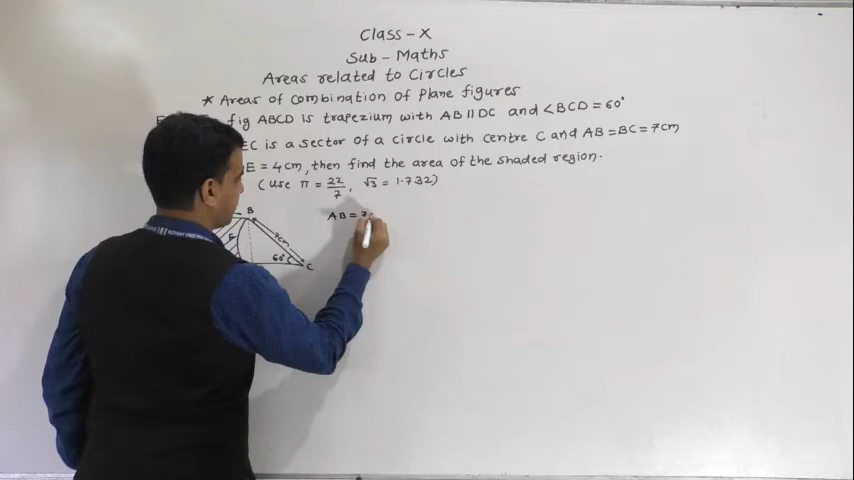 Class - X
Sub - Maths
Areas related to Circles
* Areas of combination of plane figures
fig ABCD is trapezium with AB || DC and ∠BCD = 60°
EC is a sector of a circle with centre C and AB = BC = 7cm
E = 4cm, then find the area of the shaded region.
(Use π = 22/7, √3 = 1.732)
AB = 7
B
E
7cm
60°
C